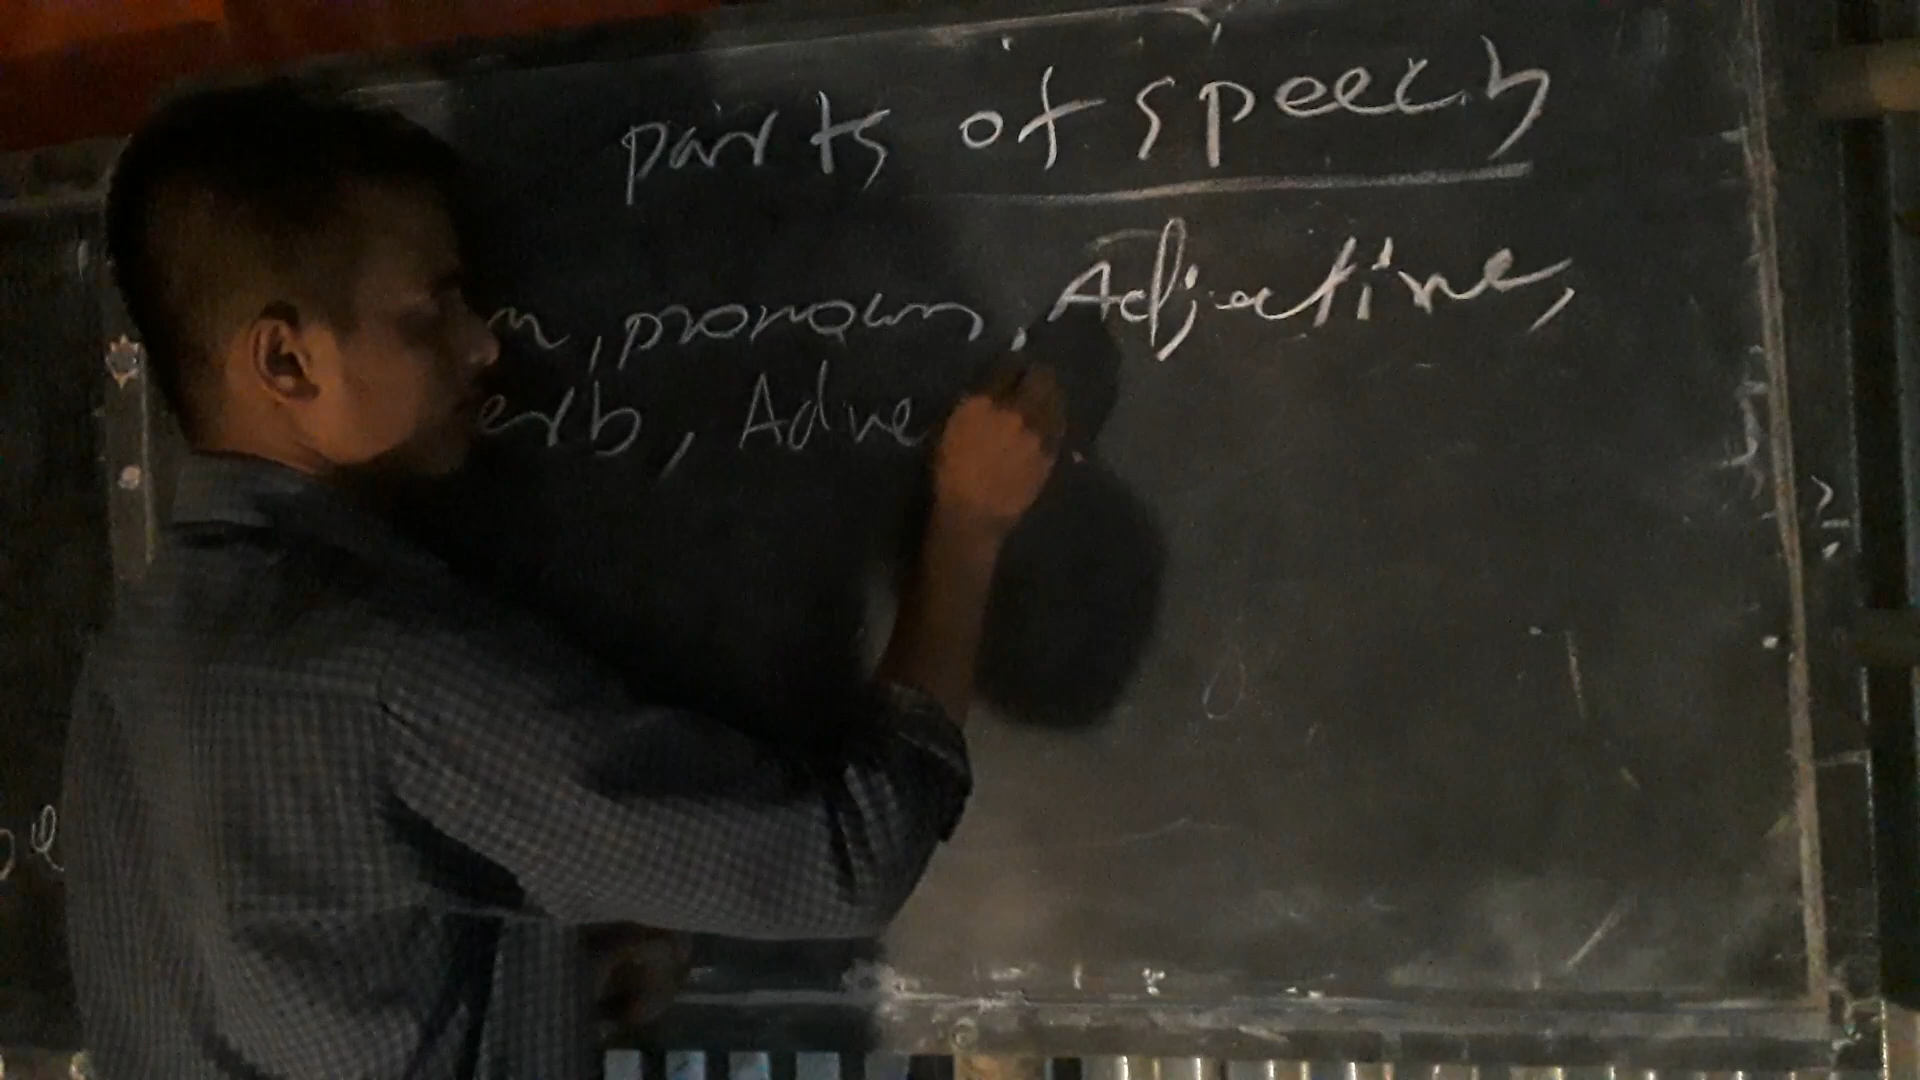 parts of speech
n, pronoun, Adjective,
erb, Adve